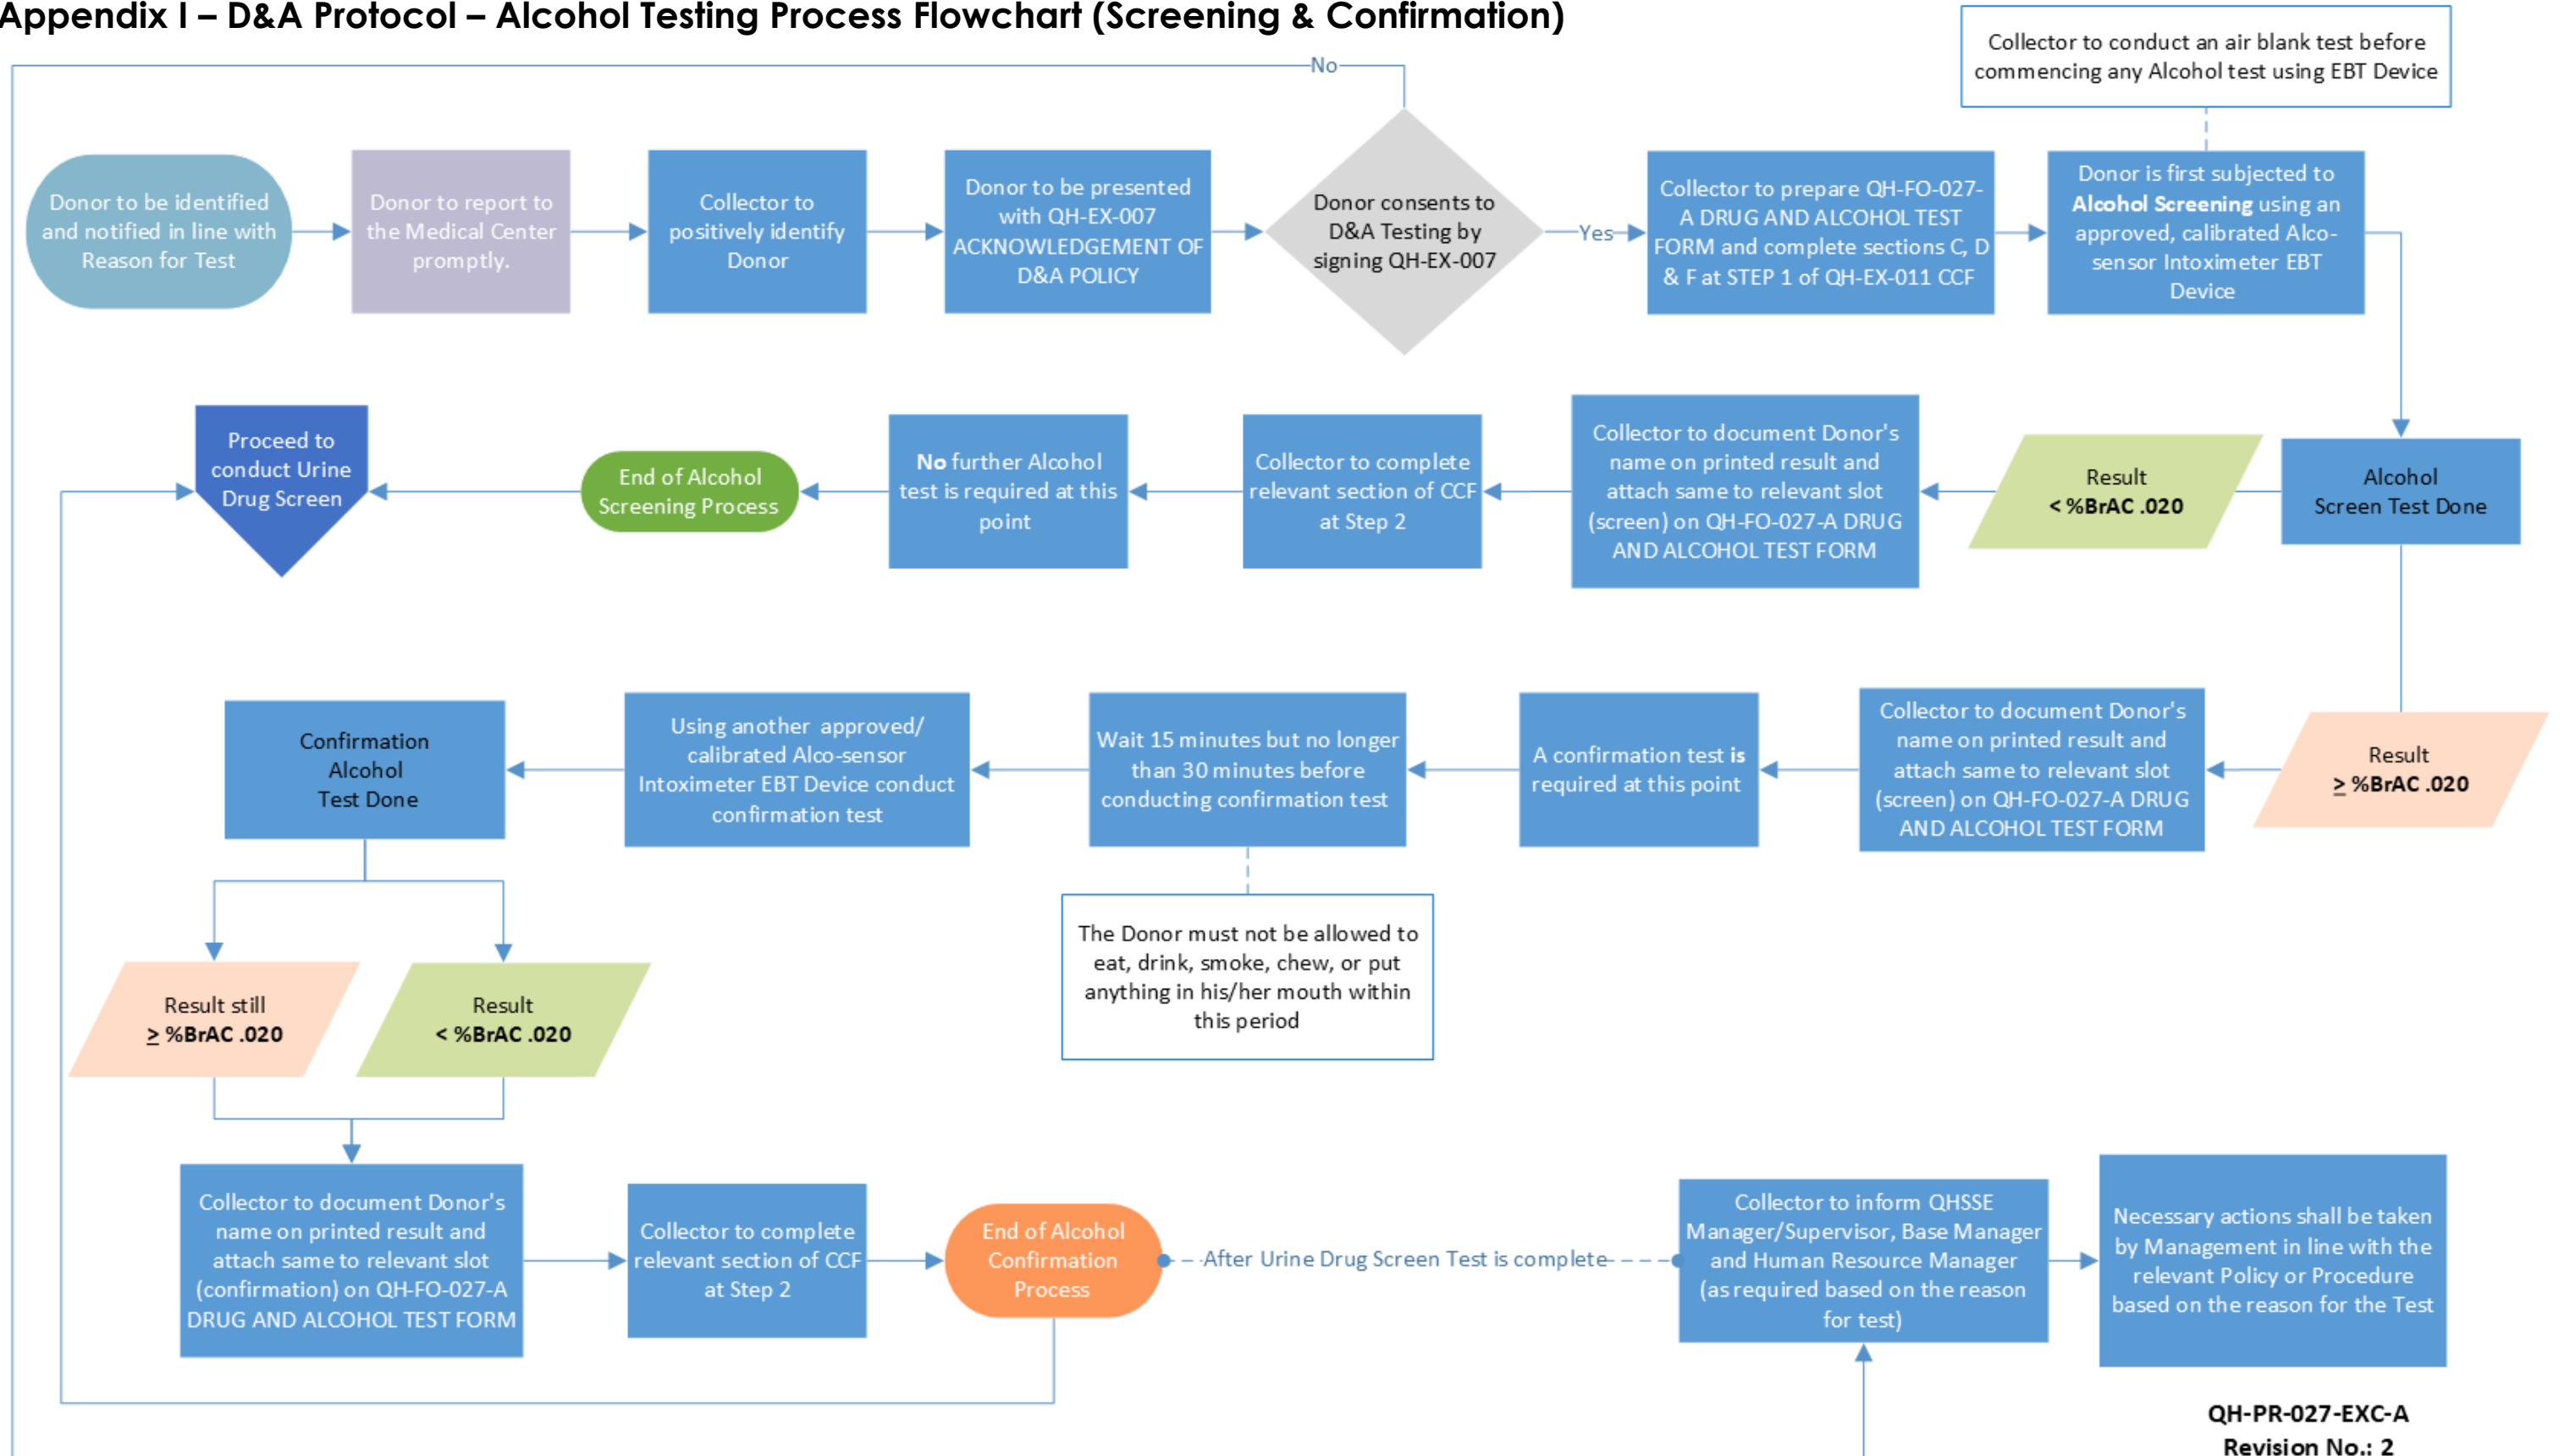 Appendix I – D&A Protocol – Alcohol Testing Process Flowchart (Screening & Confirmation)
Collector to conduct an air blank test before
commencing any Alcohol test using EBT Device
No
Donor to be identified
and notified in line with
Reason for Test
Donor to report to
the Medical Center
promptly.
Collector to
positively identify
Donor
Donor to be presented
with QH-EX-007
ACKNOWLEDGEMENT OF
D&A POLICY
Donor consents to
D&A Testing by
signing QH-EX-007
Yes
Collector to prepare QH-FO-027-
A DRUG AND ALCOHOL TEST
FORM and complete sections C, D
& F at STEP 1 of QH-EX-011 CCF
Donor is first subjected to
Alcohol Screening using an
approved, calibrated Alco-
sensor Intoximeter EBT
Device
Alcohol
Screen Test Done
Result
< %BrAC .020
Collector to document Donor's
name on printed result and
attach same to relevant slot
(screen) on QH-FO-027-A DRUG
AND ALCOHOL TEST FORM
Collector to complete
relevant section of CCF
at Step 2
No further Alcohol
test is required at this
point
End of Alcohol
Screening Process
Proceed to
conduct Urine
Drug Screen
Result
≥ %BrAC .020
Collector to document Donor's
name on printed result and
attach same to relevant slot
(screen) on QH-FO-027-A DRUG
AND ALCOHOL TEST FORM
A confirmation test is
required at this point
Wait 15 minutes but no longer
than 30 minutes before
conducting confirmation test
The Donor must not be allowed to
eat, drink, smoke, chew, or put
anything in his/her mouth within
this period
Using another approved/
calibrated Alco-sensor
Intoximeter EBT Device conduct
confirmation test
Confirmation
Alcohol
Test Done
Result still
≥ %BrAC .020
Result
< %BrAC .020
Collector to document Donor's
name on printed result and
attach same to relevant slot
(confirmation) on QH-FO-027-A
DRUG AND ALCOHOL TEST FORM
Collector to complete
relevant section of CCF
at Step 2
End of Alcohol
Confirmation
Process
After Urine Drug Screen Test is complete
Collector to inform QHSSE
Manager/Supervisor, Base Manager
and Human Resource Manager
(as required based on the reason
for test)
Necessary actions shall be taken
by Management in line with the
relevant Policy or Procedure
based on the reason for the Test
QH-PR-027-EXC-A
Revision No.: 2